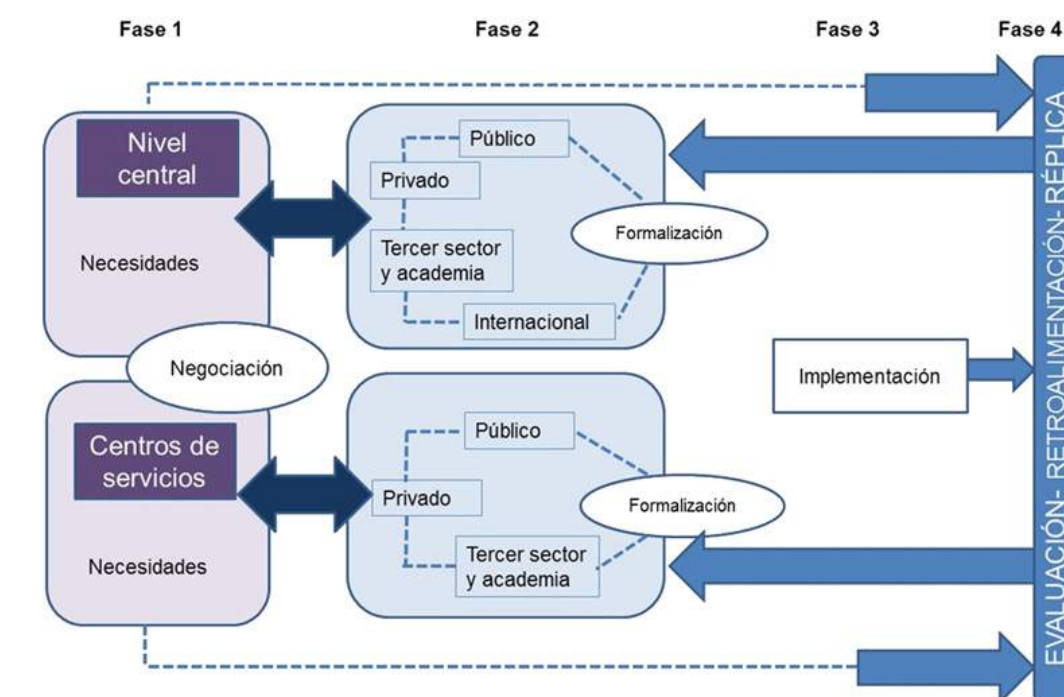 Fase 1
Fase 2
Fase 3
Fase 4
Nivel
central
Necesidades
Negociación
Centros de
servicios
Necesidades
Público
Privado
Tercer sector
y academia
Internacional
Formalización
Público
Privado
Tercer sector
y academia
Formalización
Implementación
EVALUACIÓN- RETROALIMENTACIÓN- RÉPLICA